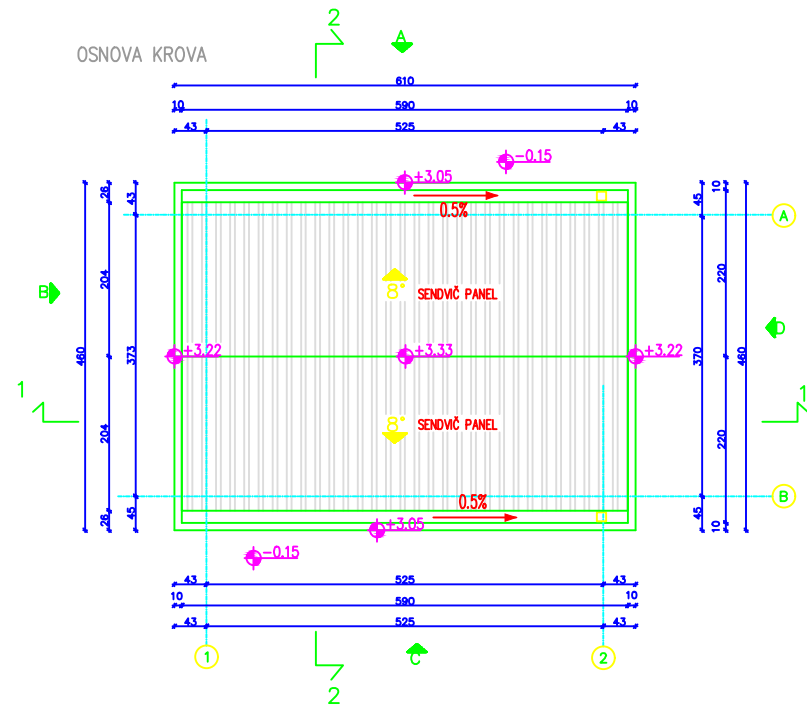 2
A
OSNOVA KROVA
610
10 590 10
43 525 43
-0.15
+3.05
0.5%
26 43 45 10
A
204 220
8° SENDVIČ PANEL
B
D
+3.22 +3.33 +3.22
460 373 370 460
1 1
204 220
8° SENDVIČ PANEL
0.5%
B
26 45 45 10
+3.05
-0.15
43 525 43
10 590 10
43 525 43
1 C 2
2